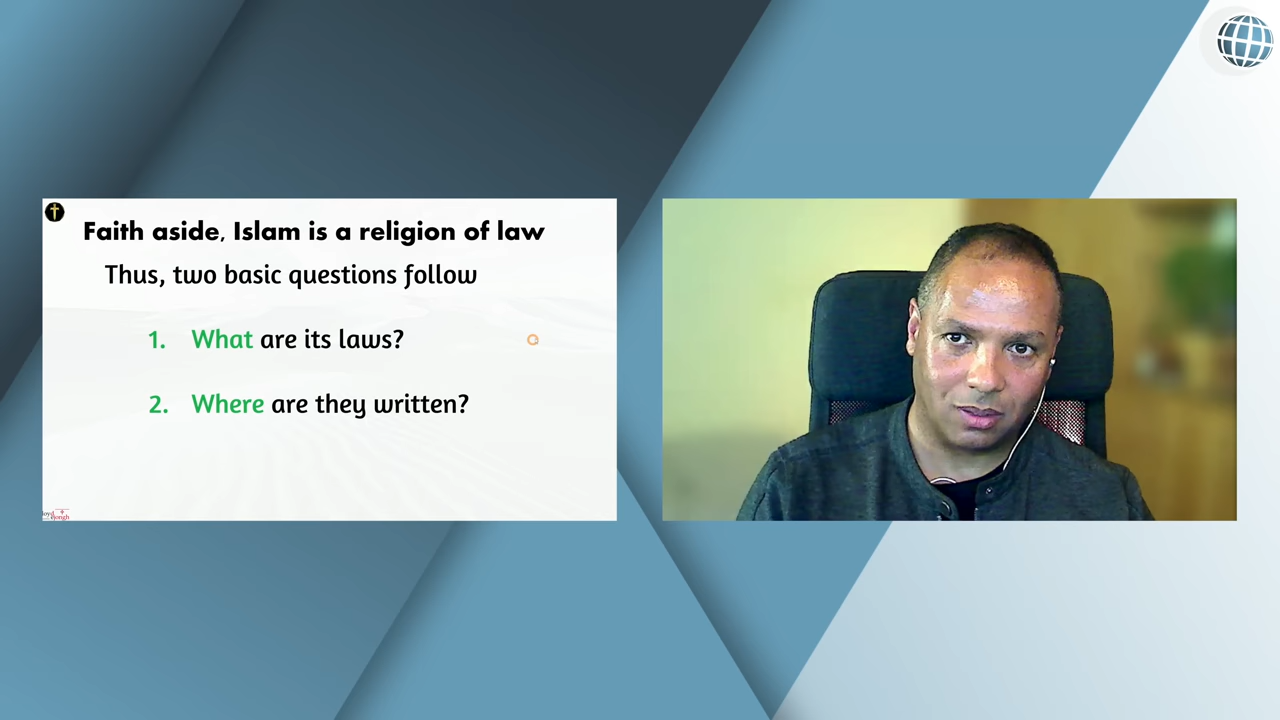 Faith aside, Islam is a religion of law
Thus, two basic questions follow
1. What are its laws?
2. Where are they written?